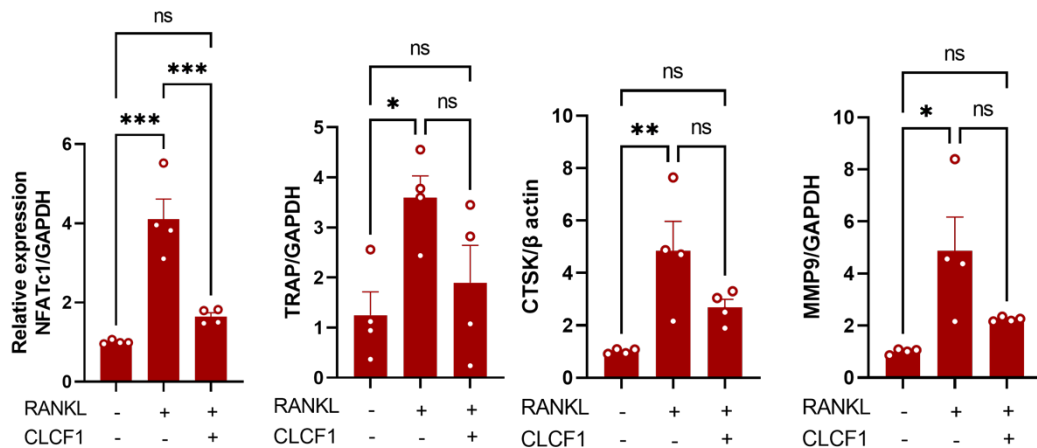 ns
***
***
Relative expression
NFATc1/GAPDH
6
4
2
0
RANKL - + +
CLCF1 - - +
ns
*
ns
TRAP/GAPDH
5
4
3
2
1
0
RANKL - + +
CLCF1 - - +
ns
**
ns
CTSK/β actin
10
8
6
4
2
0
RANKL - + +
CLCF1 - - +
ns
*
ns
MMP9/GAPDH
10
8
6
4
2
0
RANKL - + +
CLCF1 - - +